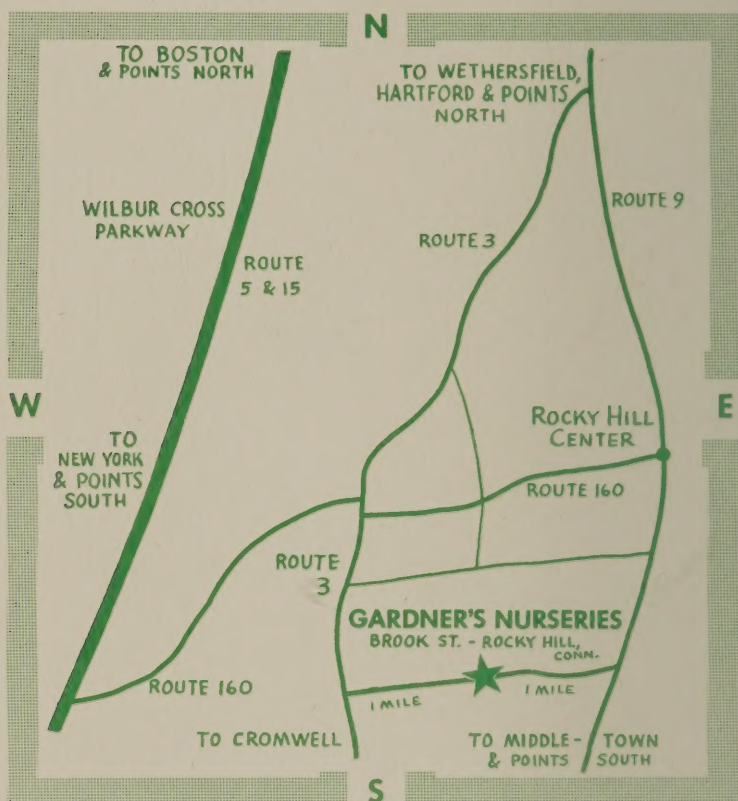 N
TO BOSTON
& POINTS NORTH
TO WETHERSFIELD,
HARTFORD & POINTS
NORTH
WILBUR CROSS
PARKWAY
ROUTE 9
ROUTE 3
ROUTE
5 & 15
W
E
ROCKY HILL
CENTER
TO
NEW YORK
& POINTS
SOUTH
ROUTE 160
ROUTE
3
GARDNER'S NURSERIES
BROOK ST. - ROCKY HILL,
CONN.
ROUTE 160
1 MILE
1 MILE
TO CROMWELL
TO MIDDLE- TOWN
& POINTS SOUTH
S